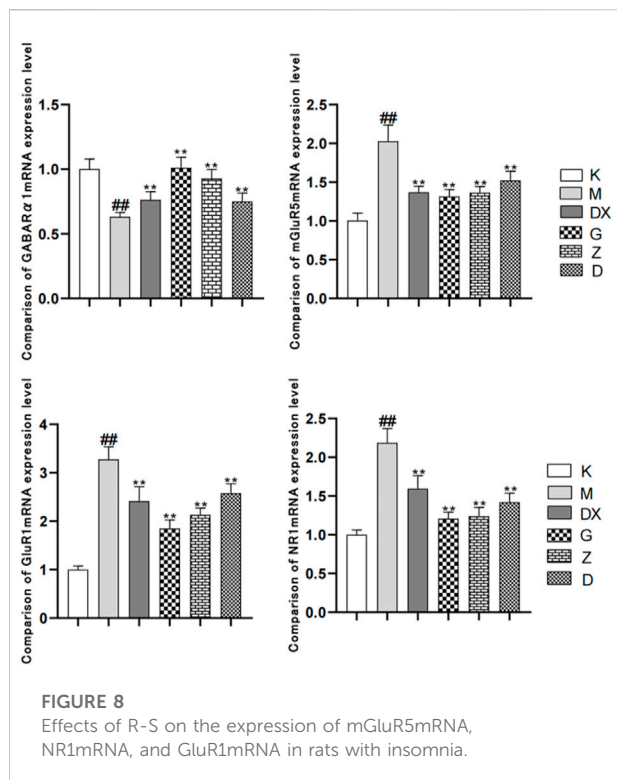 Comparison of GABARα1mRNA expression level
1.5
1.0
0.5
0.0
##
**
**
**
**
Comparison of mGluR5mRNA expression level
2.5
2.0
1.5
1.0
0.5
0.0
##
**
**
**
**
K
M
DX
G
Z
D
Comparison of GluR1mRNA expression level
4
3
2
1
0
##
**
**
**
**
Comparison of NR1mRNA expression level
2.5
2.0
1.5
1.0
0.5
0.0
##
**
**
**
**
K
M
DX
G
Z
D
FIGURE 8
Effects of R-S on the expression of mGluR5mRNA,
NR1mRNA, and GluR1mRNA in rats with insomnia.